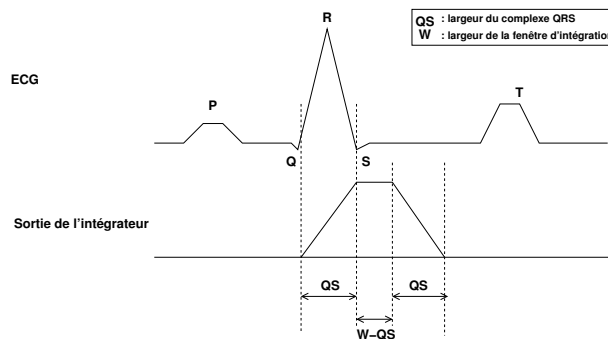 QS : largeur du complexe QRS
W : largeur de la fenêtre d'intégration
R
ECG
P
T
Q
S
Sortie de l'intégrateur
QS
QS
W−QS